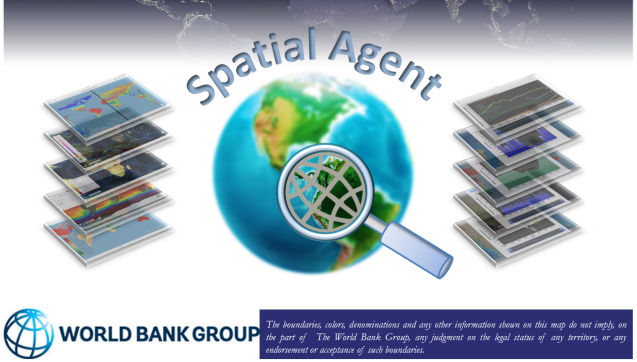 Spatial Agent
WORLD BANK GROUP
The boundaries, colors, denominations and any other information shown on this map do not imply, on
the part of The World Bank Group, any judgment on the legal status of any territory, or any
endorsement or acceptance of such boundaries.